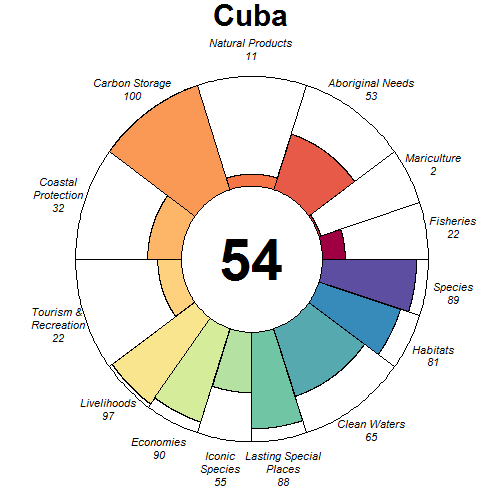 Cuba
Natural Products
11
Carbon Storage
100
Aboriginal Needs
53
Mariculture
2
Coastal
Protection
32
Fisheries
22
54
Species
89
Tourism &
Recreation
22
Habitats
81
Livelihoods
97
Clean Waters
65
Economies
90
Iconic
Species
55
Lasting Special
Places
88